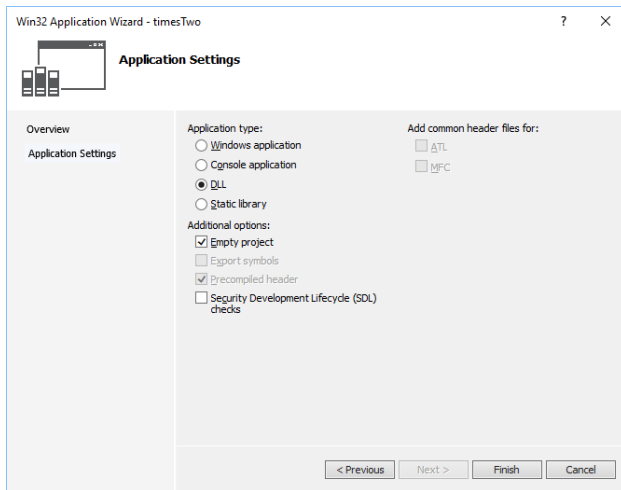 Win32 Application Wizard - timesTwo
?
Application Settings
Overview
Application Settings
Application type:
Windows application
Console application
DLL
Static library
Additional options:
Empty project
Export symbols
Precompiled header
Security Development Lifecycle (SDL)
checks
Add common header files for:
ATL
MFC
< Previous
Next >
Finish
Cancel